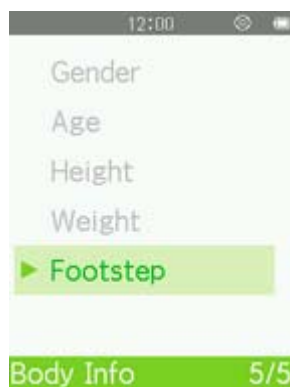 12:00
Gender
Age
Height
Weight
Footstep
Body Info 5/5